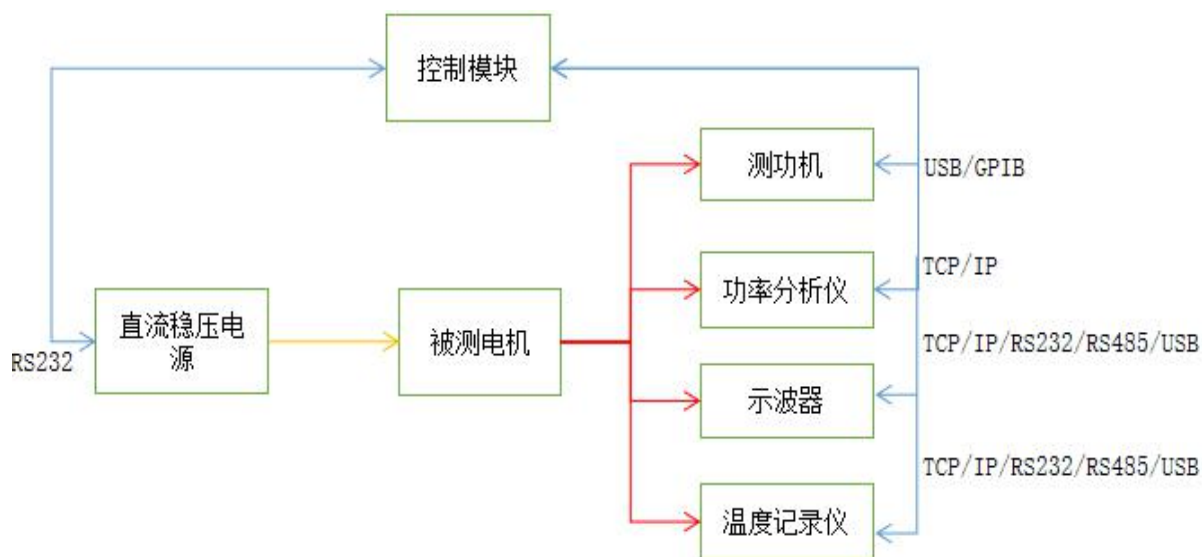 控制模块
测功机
USB/GPIB
TCP/IP
功率分析仪
直流稳压电
源
被测电机
RS232
TCP/IP/RS232/RS485/USB
示波器
TCP/IP/RS232/RS485/USB
温度记录仪